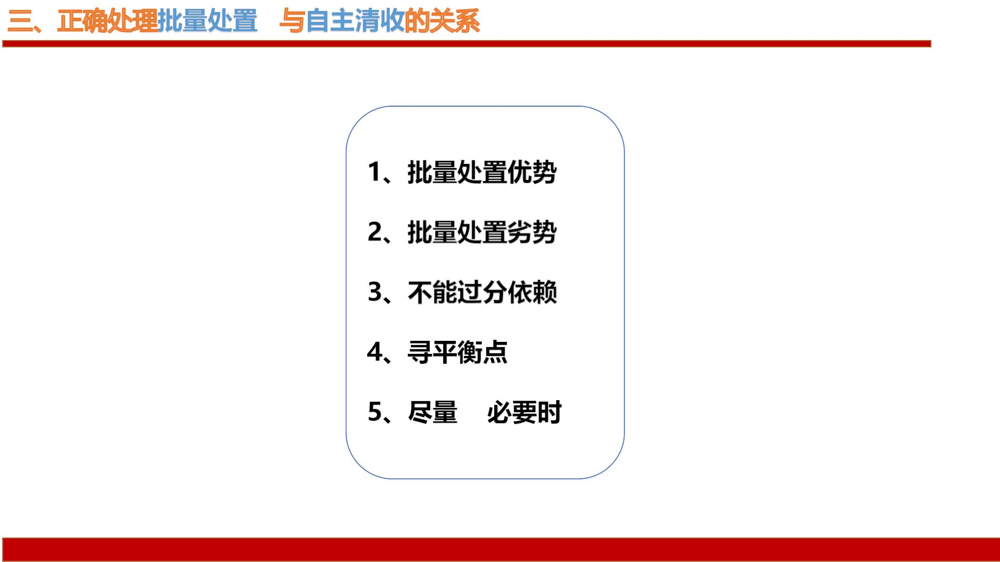 三、正确处理批量处置 与自主清收的关系
1、批量处置优势
2、批量处置劣势
3、不能过分依赖
4、寻平衡点
5、尽量 必要时